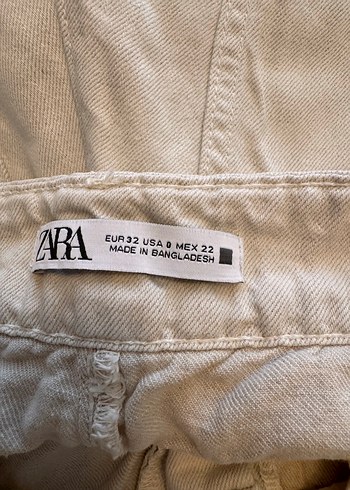 ZARA
EUR 32 USA 0 MEX 22
MADE IN BANGLADESH